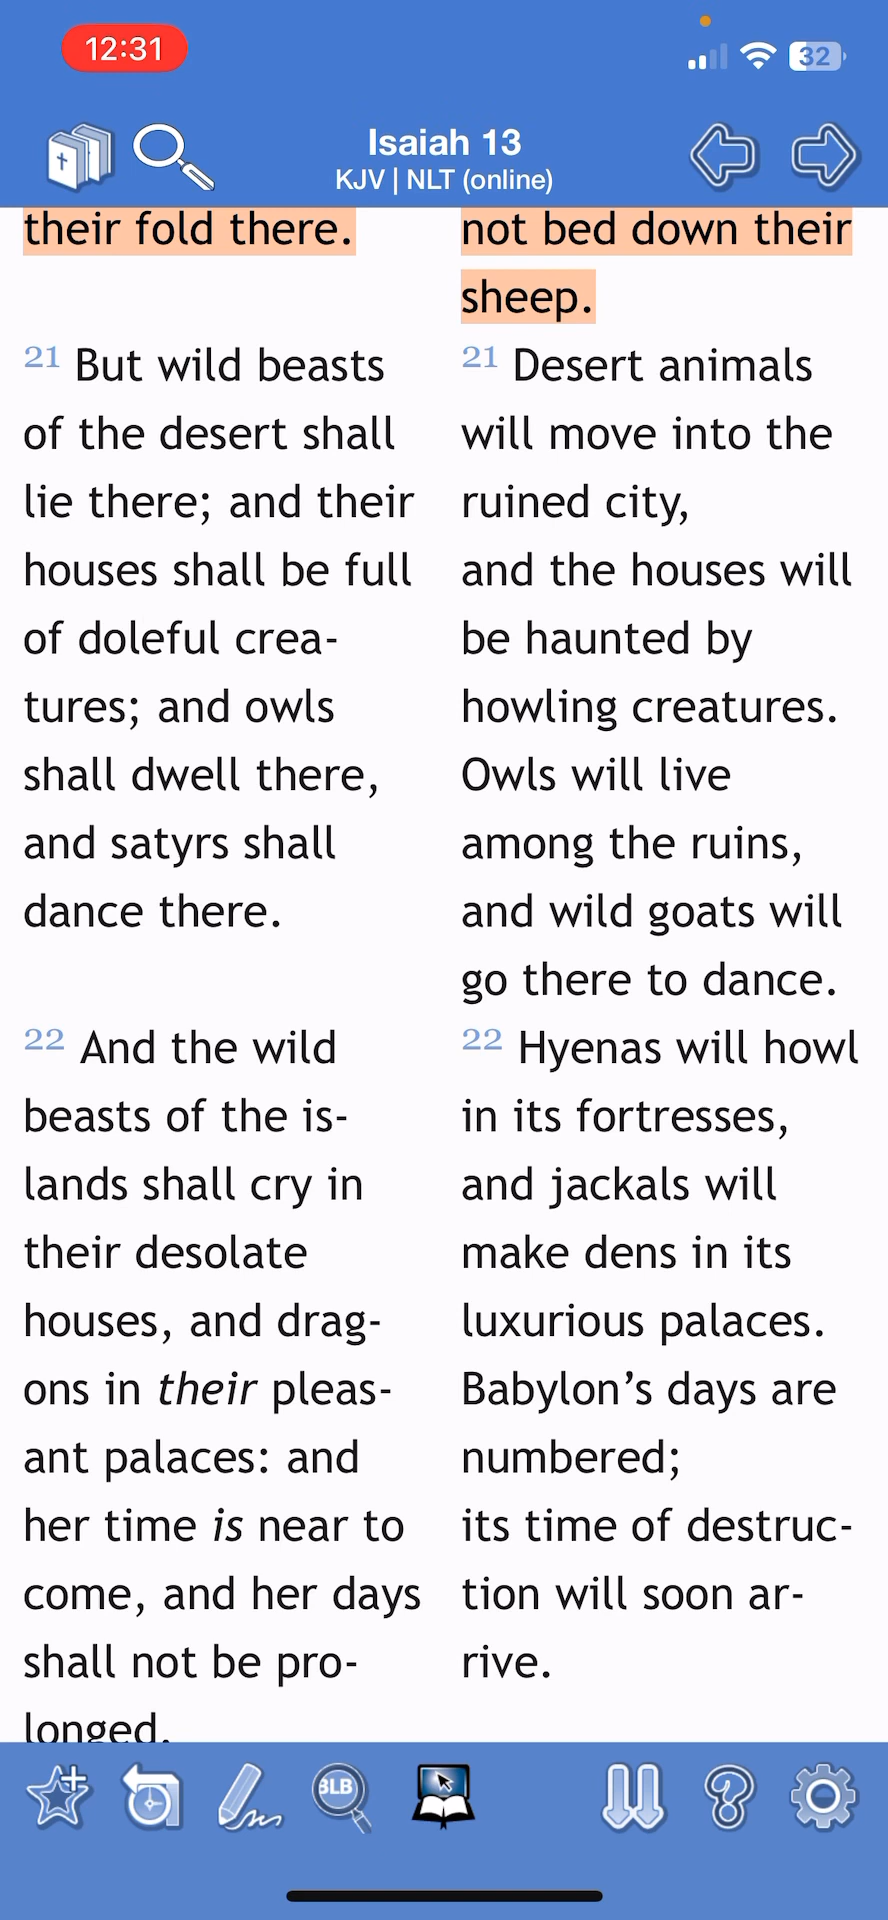 12:31
32
Isaiah 13
KJV | NLT (online)
their fold there.
21 But wild beasts
of the desert shall
lie there; and their
houses shall be full
of doleful crea-
tures; and owls
shall dwell there,
and satyrs shall
dance there.
22 And the wild
beasts of the is-
lands shall cry in
their desolate
houses, and drag-
ons in their pleas-
ant palaces: and
her time is near to
come, and her days
shall not be pro-
longed.
not bed down their
sheep.
21 Desert animals
will move into the
ruined city,
and the houses will
be haunted by
howling creatures.
Owls will live
among the ruins,
and wild goats will
go there to dance.
22 Hyenas will howl
in its fortresses,
and jackals will
make dens in its
luxurious palaces.
Babylon’s days are
numbered;
its time of destruc-
tion will soon ar-
rive.
BLB